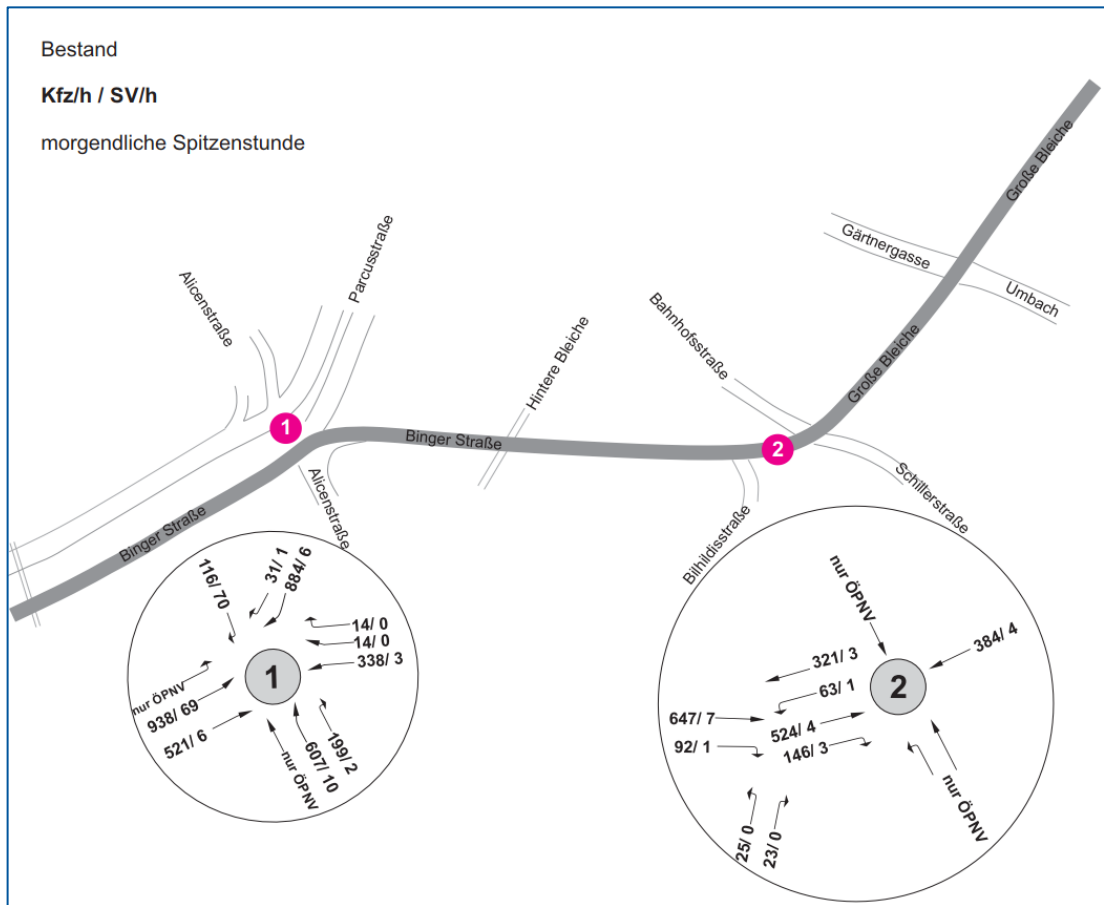 Bestand
Kfz/h / SV/h
morgendliche Spitzenstunde
Große Bleiche
Gärtnergasse
Umbach
Parcusstraße
Alicenstraße
Bahnhofsstraße
Hintere Bleiche
Große Bleiche
1
Binger Straße
2
Schillerstraße
Alicenstraße
Binger Straße
Bilhildisstraße
116/ 70
31/ 1
884/ 6
14/ 0
14/ 0
338/ 3
nur ÖPNV
938/ 69
521/ 6
1
nur ÖPNV
607/ 10
199/ 2
nur ÖPNV
384/ 4
321/ 3
63/ 1
2
647/ 7
524/ 4
92/ 1
146/ 3
nur ÖPNV
25/ 0
23/ 0